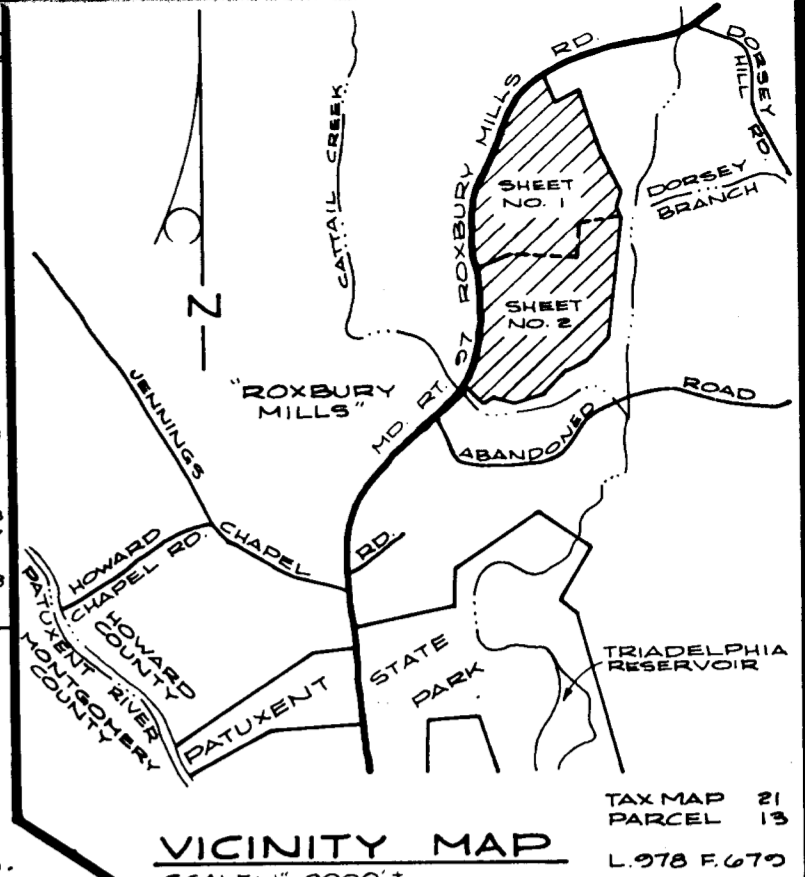 ROXBURY MILLS RD.
DORSEY
HILL RD.
CATTAIL CREEK
SHEET
NO. 1
DORSEY
BRANCH
N
SHEET
NO. 2
"ROXBURY
MILLS"
MD. RT. 97
JENNINGS CHAPEL RD.
ABANDONED ROAD
HOWARD
CHAPEL RD.
HOWARD
COUNTY
PATUXENT RIVER
MONTGOMERY
COUNTY
PATUXENT STATE
PARK
TRIADELPHIA
RESERVOIR
TAX MAP 21
PARCEL 13
L.978 F.679
VICINITY MAP